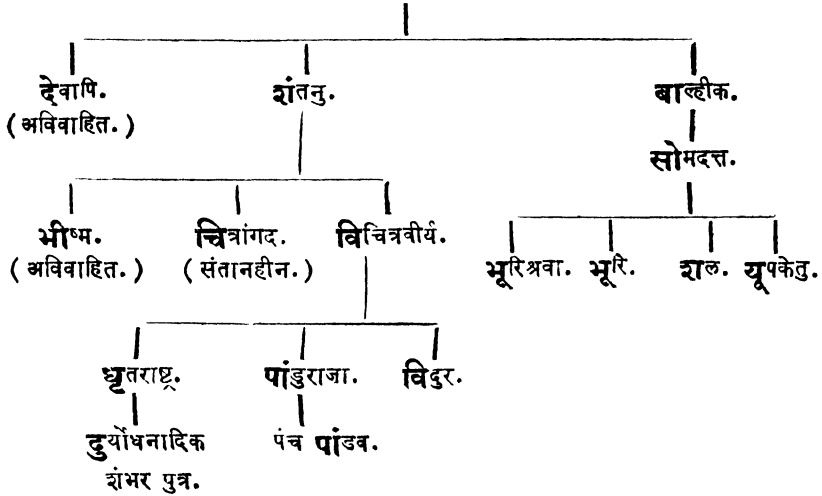 देवापि. शंतनु. बाल्हीक.
(अविवाहित.)
सोमदत्त.
भीष्म. चित्रांगद. विचित्रवीर्य.
(अविवाहित.) (संतानहीन.)
भूरिश्रवा. भूरि. शल. यूपकेतु.
धृतराष्ट्र. पांडुराजा. विदुर.
दुर्योधनादिक पंच पांडव.
शंभर पुत्र.